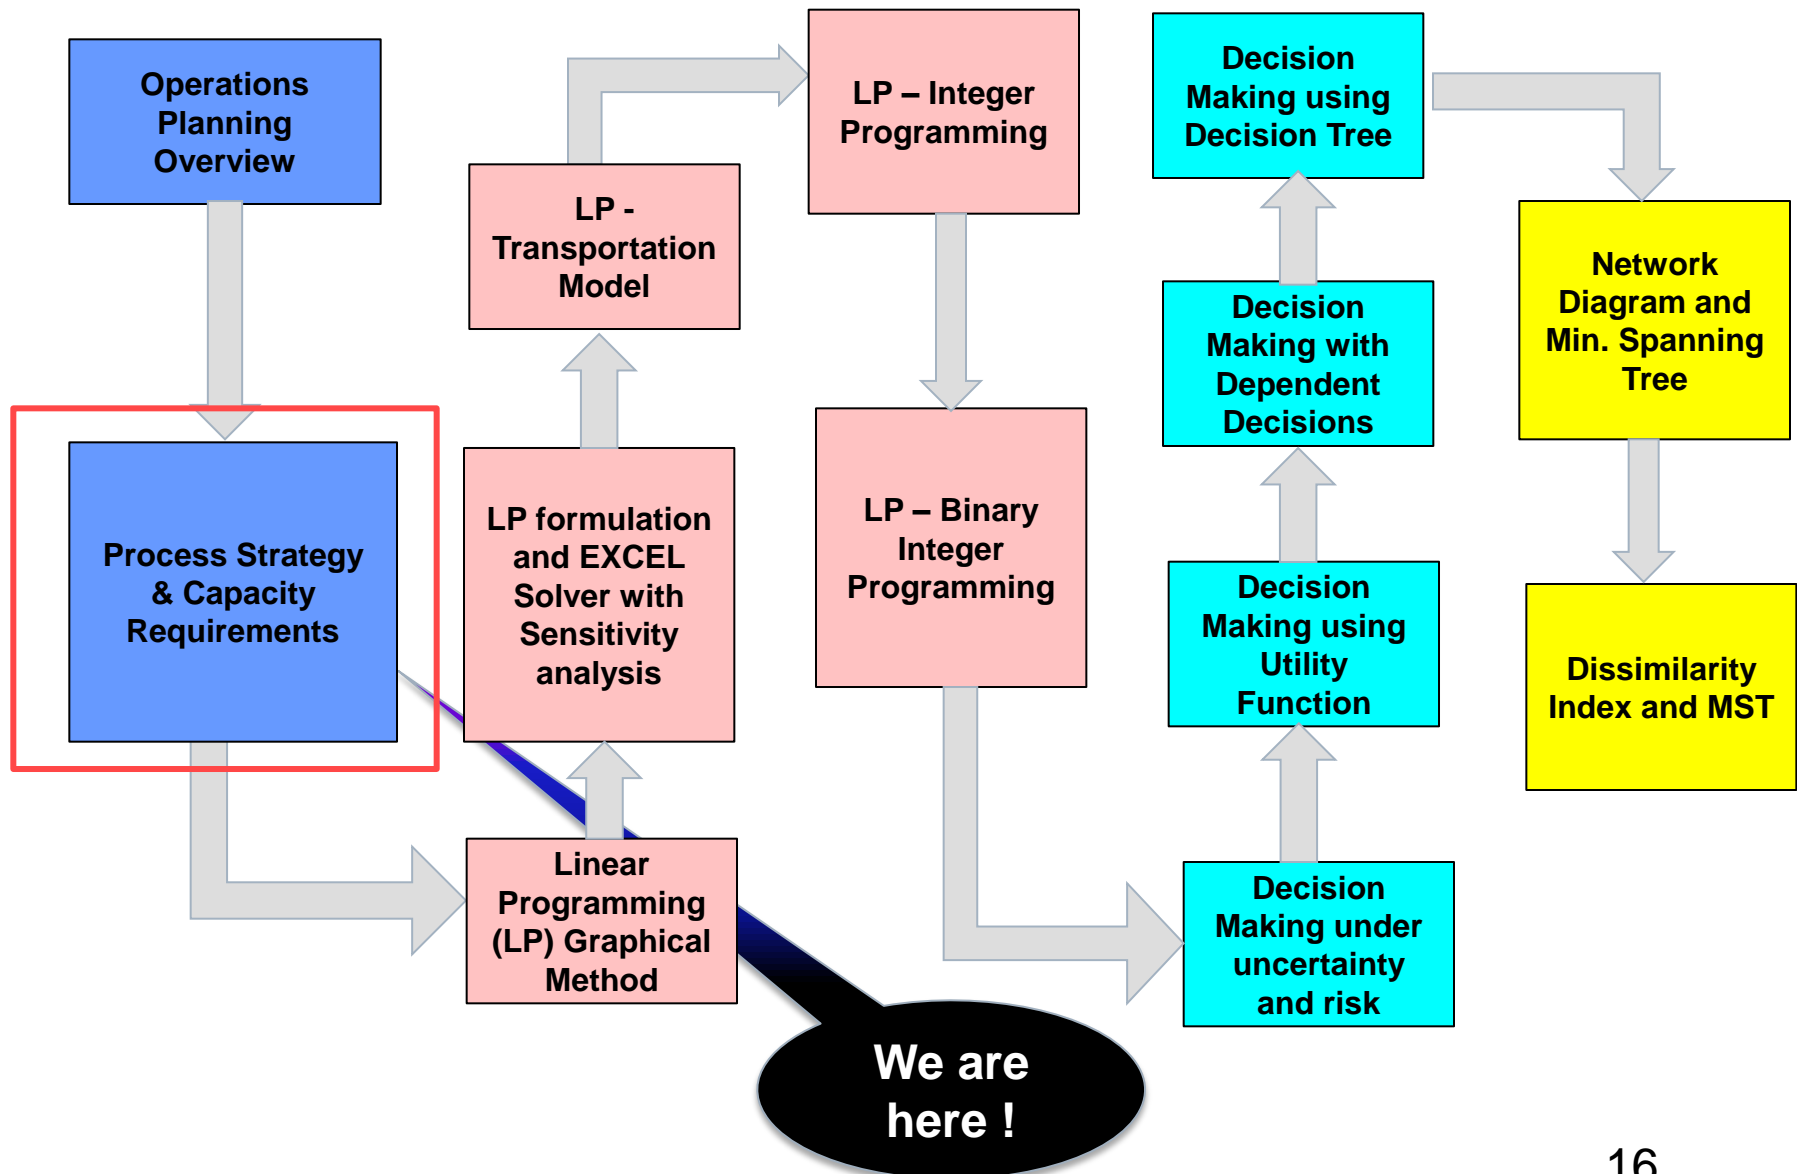 Operations
Planning
Overview
Process Strategy
& Capacity
Requirements
Linear
Programming
(LP) Graphical
Method
LP formulation
and EXCEL
Solver with
Sensitivity
analysis
LP -
Transportation
Model
LP – Integer
Programming
LP – Binary
Integer
Programming
Decision
Making under
uncertainty
and risk
Decision
Making using
Utility
Function
Decision
Making with
Dependent
Decisions
Decision
Making using
Decision Tree
Network
Diagram and
Min. Spanning
Tree
Dissimilarity
Index and MST
We are
here !
16